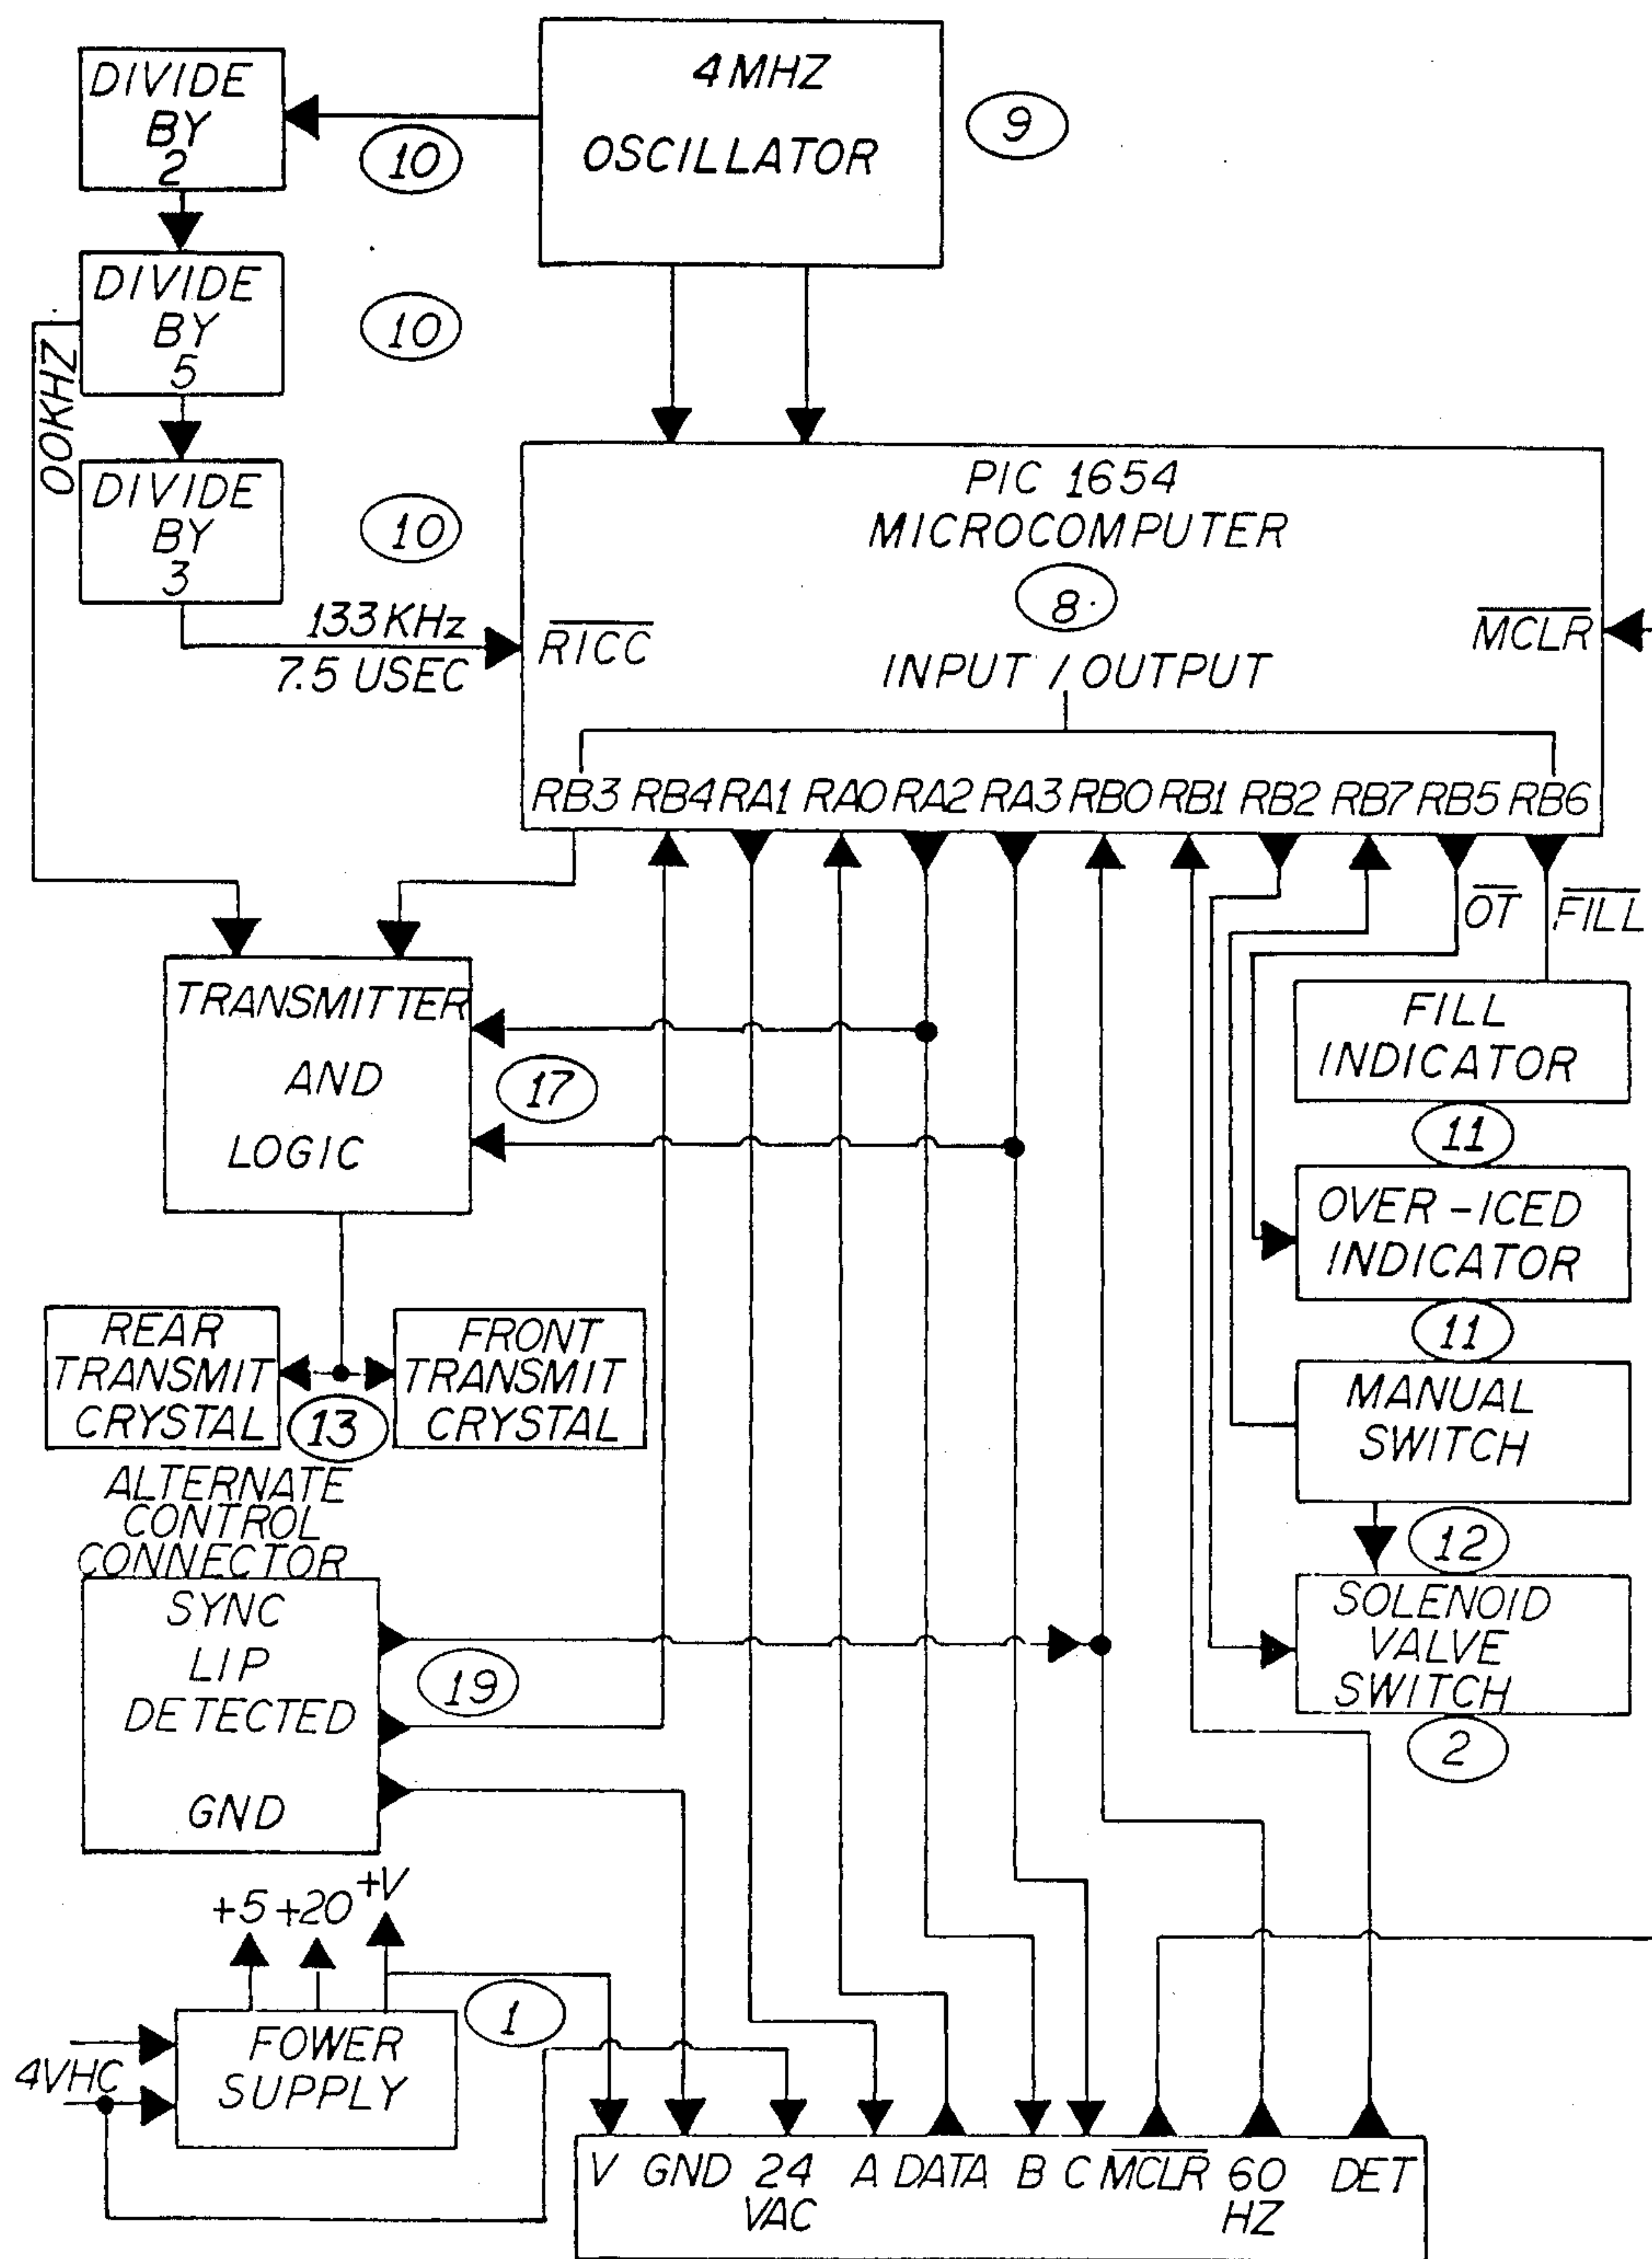 DIVIDE
BY
2
10
4 MHZ
OSCILLATOR
9
DIVIDE
BY
5
10
00KHZ
DIVIDE
BY
3
10
133 KHz
7.5 USEC
PIC 1654
MICROCOMPUTER
8
RICC
MCLR
INPUT / OUTPUT
RB3 RB4 RA1 RA0 RA2 RA3 RB0 RB1 RB2 RB7 RB5 RB6
OT FILL
TRANSMITTER
AND
LOGIC
17
FILL
INDICATOR
11
OVER-ICED
INDICATOR
11
MANUAL
SWITCH
12
SOLENOID
VALVE
SWITCH
2
REAR
TRANSMIT
CRYSTAL
13
FRONT
TRANSMIT
CRYSTAL
ALTERNATE
CONTROL
CONNECTOR
SYNC
LIP
DETECTED
GND
19
+5 +20 +V
1
4VHC
FOWER
SUPPLY
V GND 24 A DATA B C MCLR 60 DET
VAC HZ